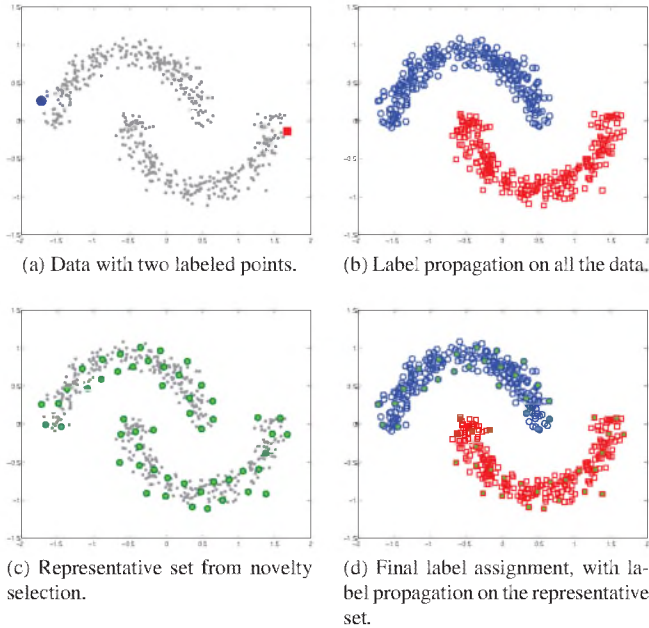 (a) Data with two labeled points.
(b) Label propagation on all the data.
(c) Representative set from novelty
selection.
(d) Final label assignment, with la-
bel propagation on the representative
set.